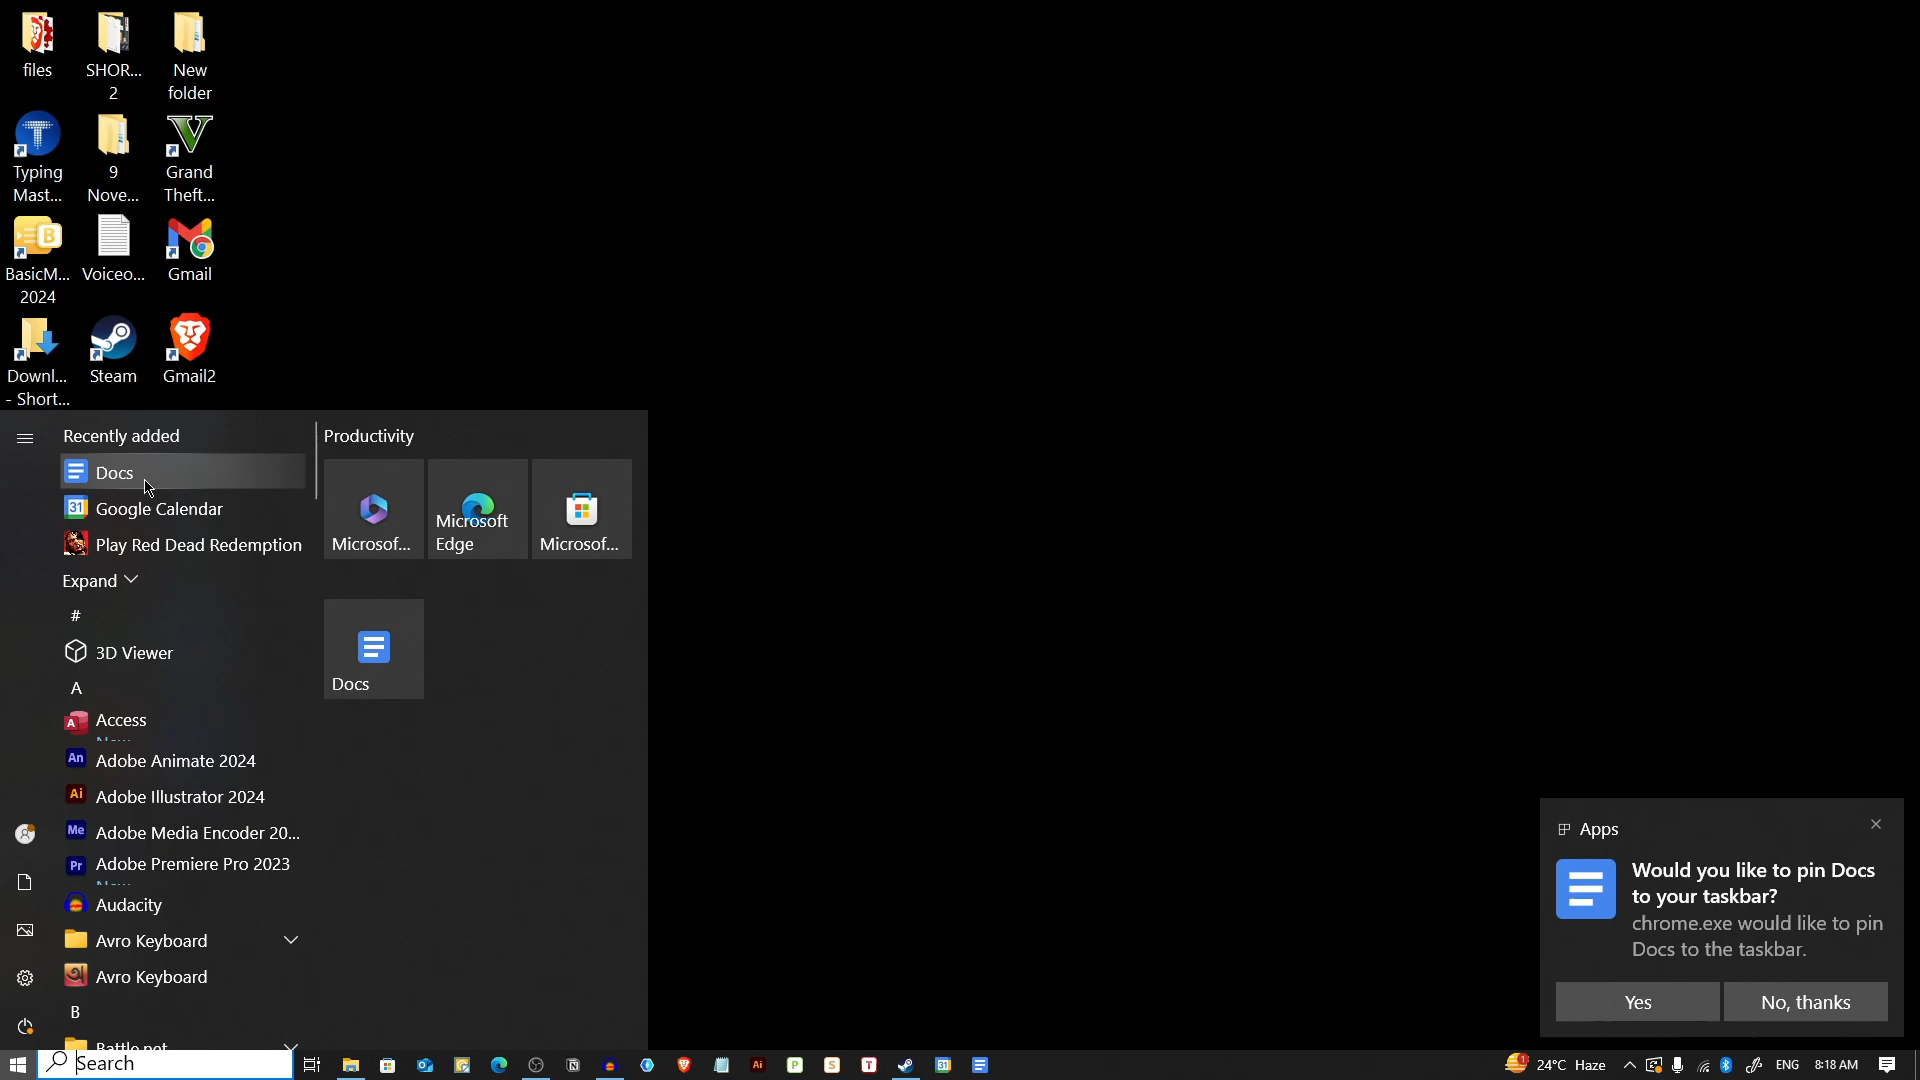 files
SHOR...
2
New
folder
Typing
Mast...
9
Nove...
Grand
Theft...
BasicM...
2024
Voiceo...
Gmail
Downl...
- Short...
Steam
Gmail2
Recently added
Docs
Google Calendar
Play Red Dead Redemption
Expand
#
3D Viewer
A
Access
Adobe Animate 2024
Adobe Illustrator 2024
Adobe Media Encoder 20...
Adobe Premiere Pro 2023
Audacity
Avro Keyboard
Avro Keyboard
B
Productivity
Microsof...
Microsoft
Edge
Microsof...
Docs
Apps
Would you like to pin Docs
to your taskbar?
chrome.exe would like to pin
Docs to the taskbar.
Yes
No, thanks
Search
24°C Haze
ENG
8:18 AM